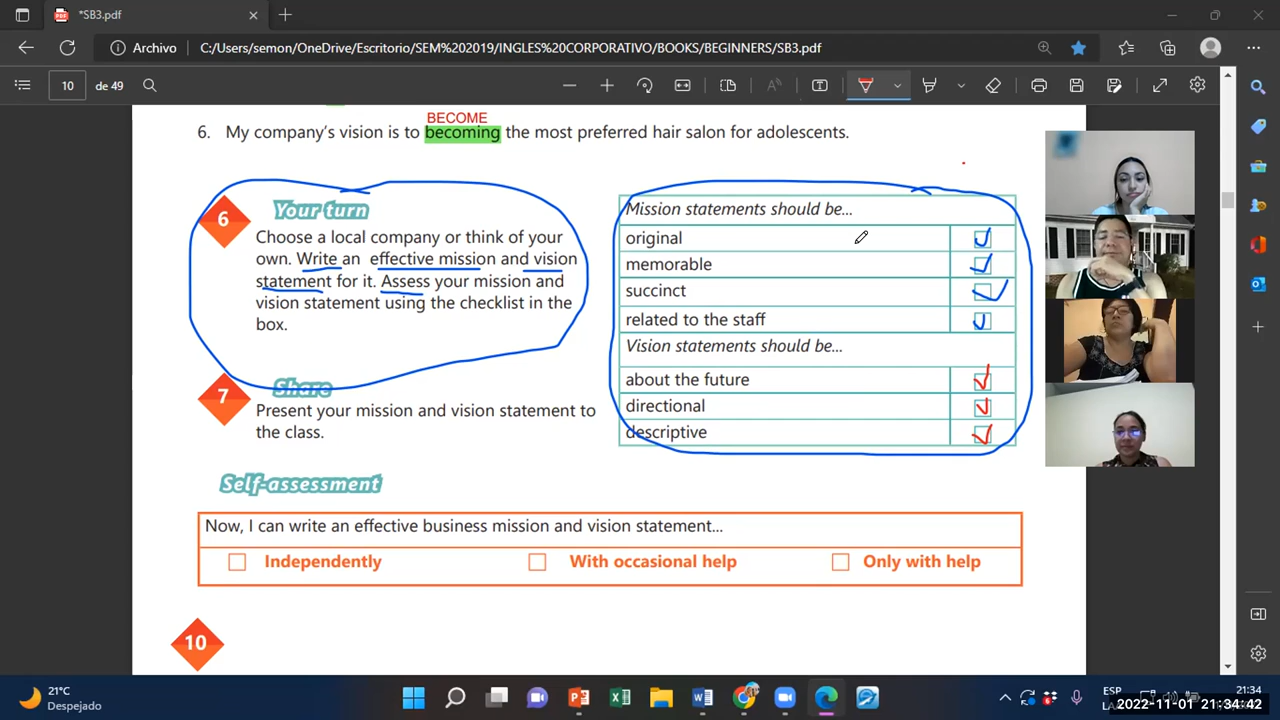 *SB3.pdf
Archivo
C:/Users/semon/OneDrive/Escritorio/SEM%202019/INGLES%20CORPORATIVO/BOOKS/BEGINNERS/SB3.pdf
10 de 49
BECOME
6. My company's vision is to becoming the most preferred hair salon for adolescents.
6
Your turn
Choose a local company or think of your
own. Write an effective mission and vision
statement for it. Assess your mission and
vision statement using the checklist in the
box.
7
Share
Present your mission and vision statement to
the class.
Mission statements should be...
original
memorable
succinct
related to the staff
Vision statements should be...
about the future
directional
descriptive
Self-assessment
Now, I can write an effective business mission and vision statement...
Independently With occasional help Only with help
10
21°C
Despejado
ESP
21:34
2022-11-01 21:34:42